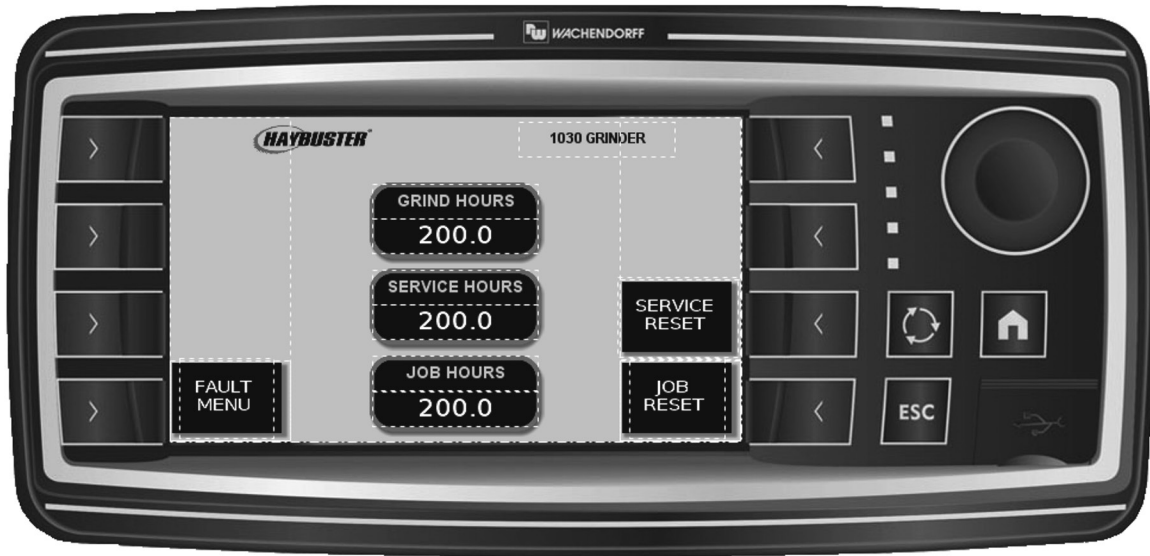 WACHENDORFF
HAYBUSTER
1030 GRINDER
GRIND HOURS
200.0
SERVICE HOURS
200.0
SERVICE
RESET
JOB HOURS
200.0
FAULT
MENU
JOB
RESET
ESC